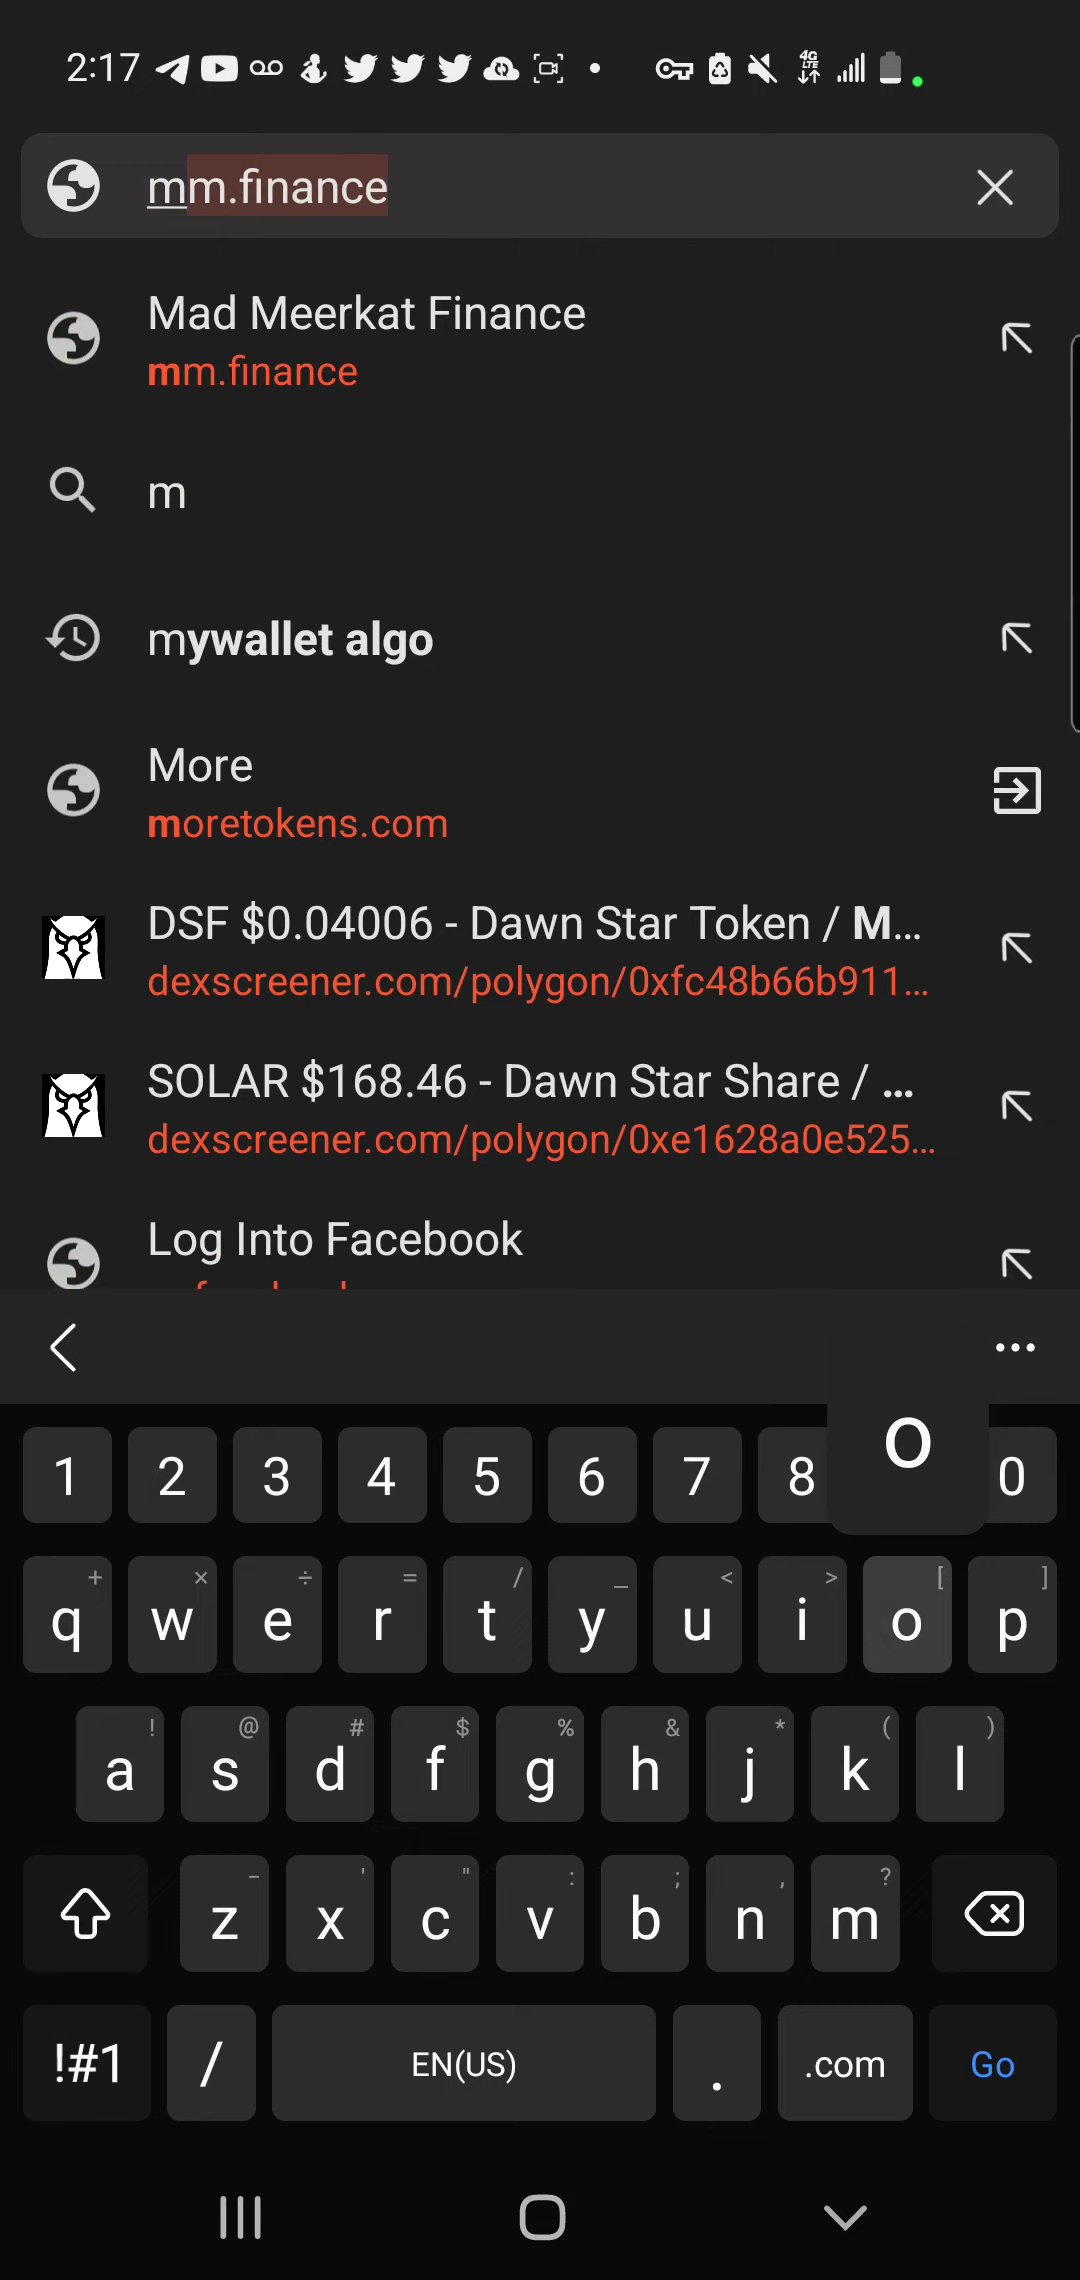 2:17
4G
LTE
mm.finance
Mad Meerkat Finance
mm.finance
m
mywallet algo
More
moretokens.com
DSF $0.04006 - Dawn Star Token / M...
dexscreener.com/polygon/0xfc48b66b911...
SOLAR $168.46 - Dawn Star Share / ...
dexscreener.com/polygon/0xe1628a0e525...
Log Into Facebook
o
1 2 3 4 5 6 7 8 0
+ × ÷ = / _ < > [ ]
q w e r t y u i o p
! @ # $ % & * ( )
a s d f g h j k l
- ' " : ; , ?
z x c v b n m
!#1 / EN(US) . .com Go